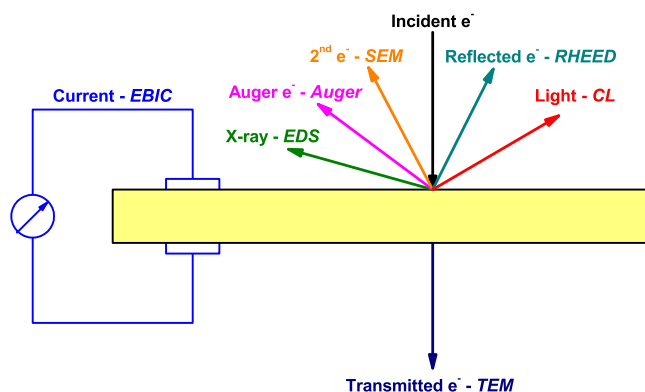 Incident e⁻
2ⁿᵈ e⁻ - SEM
Reflected e⁻ - RHEED
Current - EBIC
Auger e⁻ - Auger
Light - CL
X-ray - EDS
Transmitted e⁻ - TEM